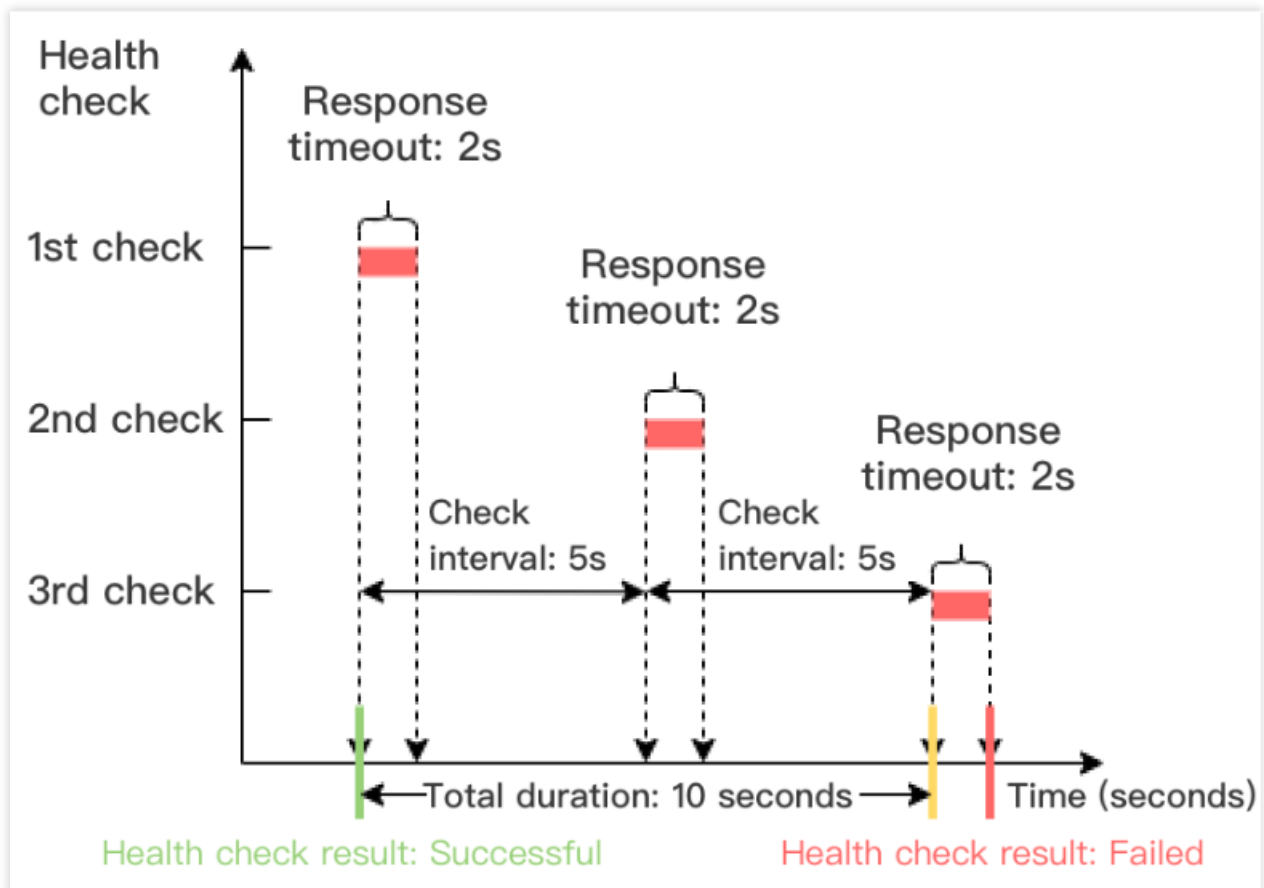 Health
check
Response
timeout: 2s
1st check
Response
timeout: 2s
2nd check
Response
timeout: 2s
Check
interval: 5s
Check
interval: 5s
3rd check
Total duration: 10 seconds
Time (seconds)
Health check result: Successful
Health check result: Failed